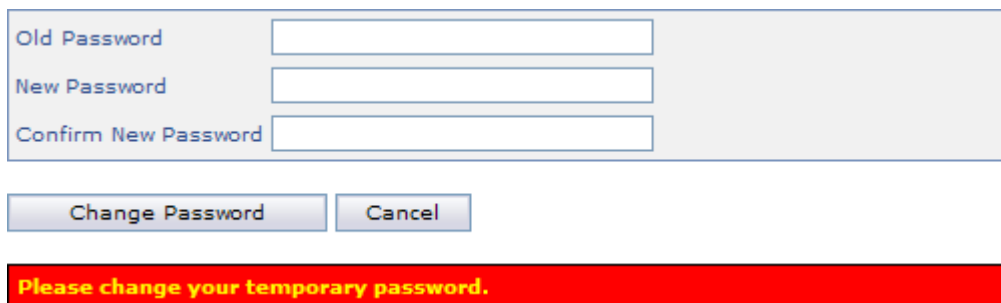 Old Password
New Password
Confirm New Password
Change Password Cancel
Please change your temporary password.